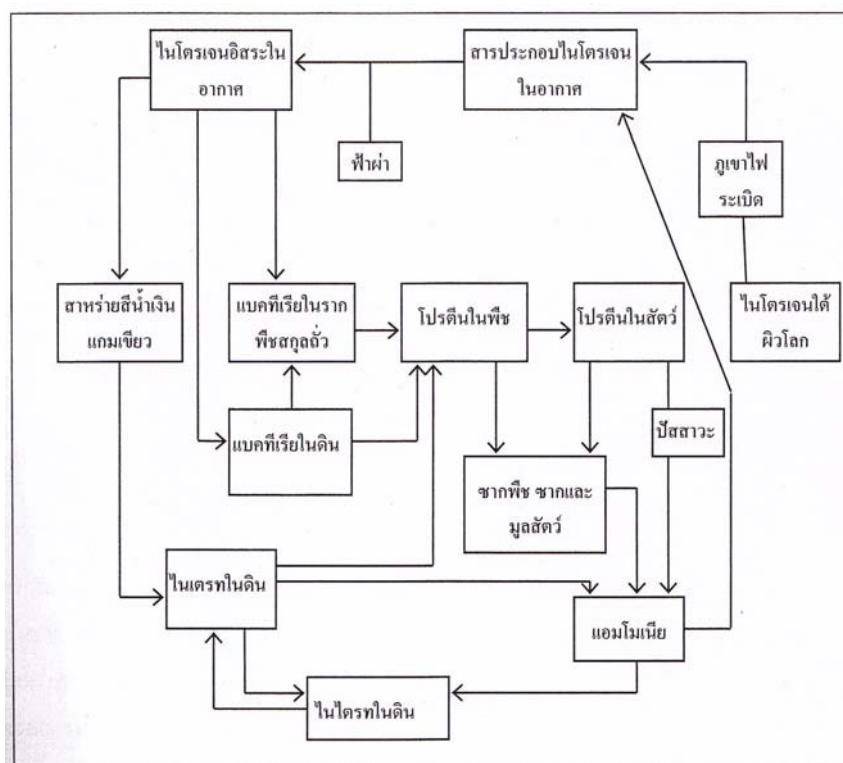 ไนโตรเจนอิสระใน
อากาศ
สารประกอบไนโตรเจน
ในอากาศ
ฟ้าผ่า
ภูเขาไฟ
ระเบิด
สาหร่ายสีน้ำเงิน
แกมเขียว
แบคทีเรียในราก
พืชสกุลถั่ว
โปรตีนในพืช
โปรตีนในสัตว์
ไนโตรเจนใต้
ผิวโลก
แบคทีเรียในดิน
ปัสสาวะ
ซากพืช ซากและ
มูลสัตว์
ไนเตรทในดิน
แอมโมเนีย
ไนไตรทในดิน